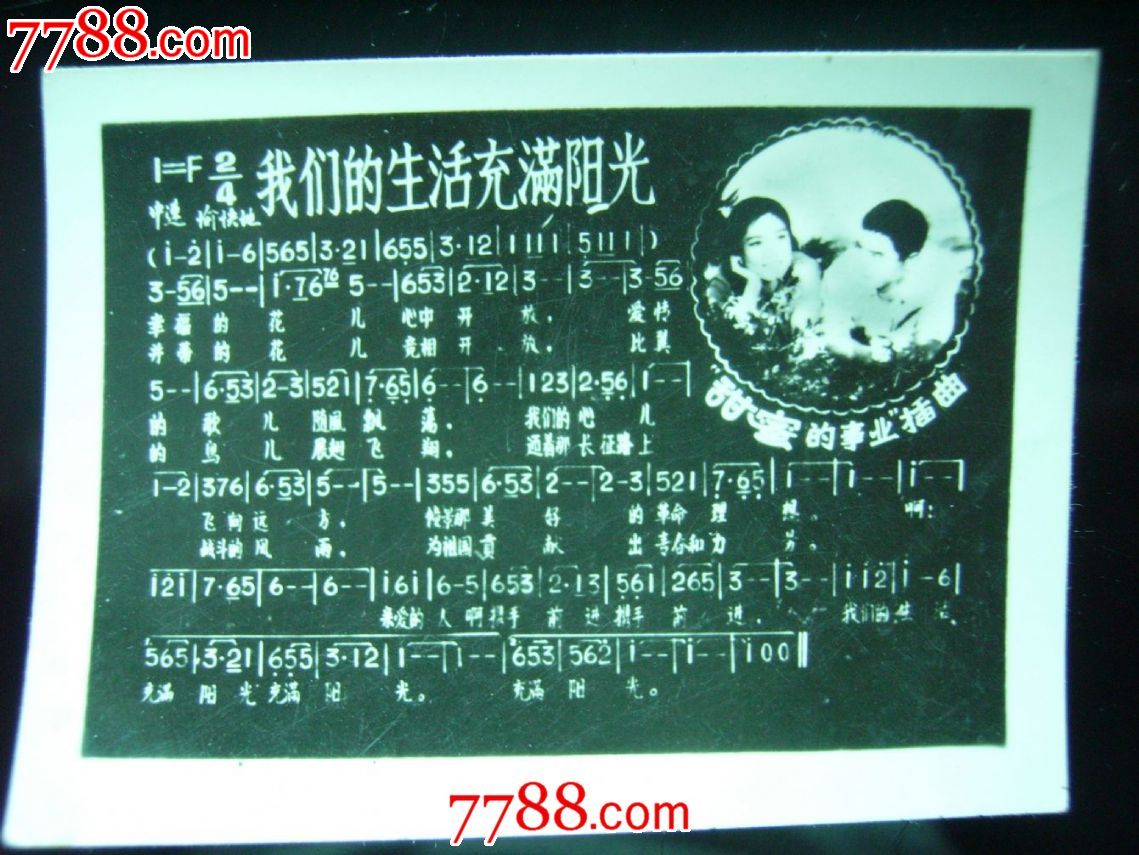 7788.com
1=F 2/4 我们的生活充满阳光
中速 愉快地
(i-2|i-6|565|3·21|655|3·12|1111|5111|)
3-56|5--|i·7676 5--|653|2·12|3--|3--|3-56
幸福的花儿心中开放,爱情
并蒂的花儿竞相开放,比翼
5--|6·53|2-3|521|7·65|6--|6--|123|2·56|1--|
的歌儿随风飘荡,我们的心儿
的鸟儿展翅飞翔,迎着那长征路上
1-2|376|6·53|5--|5--|355|6·53|2--|2-3|521|7·65|1--|1--|i--|
飞向远方,憧憬那美好的革命理想。啊:
战斗的风雨,为祖国贡献出青春和力量。
i2i|7·65|6--|6--|i6i|6-5|653|2·13|561|265|3--|3--|ii2|i-6|
亲爱的人啊携手前进携手前进,我们的生活
565|3·21|655|3·12|1--|1--|653|562|i--|i--|i00‖
充满阳光充满阳光。充满阳光。
"甜蜜的事业"插曲
7788.com